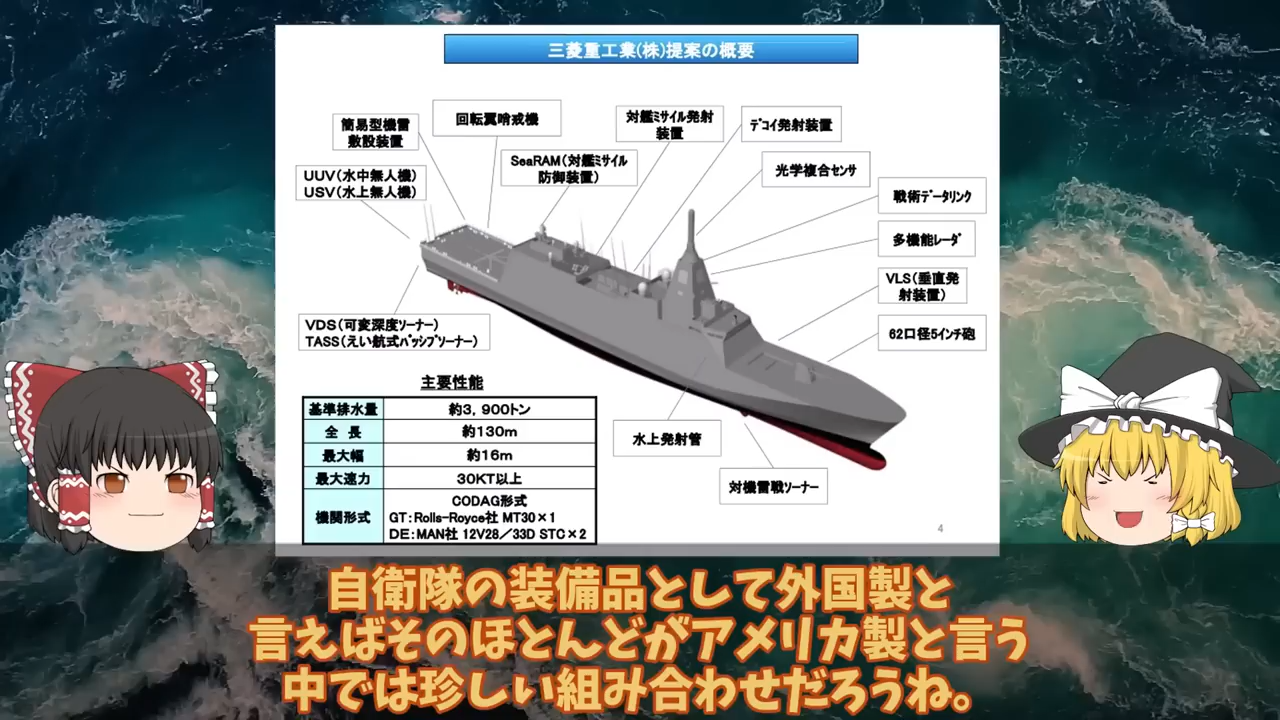 三菱重工業(株)提案の概要
簡易型機雷
敷設装置
回転翼哨戒機
対艦ﾐｻｲﾙ発射
装置
ﾃﾞｺｲ発射装置
UUV(水中無人機)
USV(水上無人機)
SeaRAM(対艦ﾐｻｲﾙ
防御装置)
光学複合ｾﾝｻ
戦術ﾃﾞｰﾀﾘﾝｸ
多機能ﾚｰﾀﾞ
VLS(垂直発
射装置)
62口径5ｲﾝﾁ砲
VDS(可変深度ｿｰﾅｰ)
TASS(えい航式ﾊﾟｯｼﾌﾞｿｰﾅｰ)
水上発射管
対機雷戦ｿｰﾅｰ
主要性能
基準排水量 約3，900ﾄﾝ
全 長 約130m
最大幅 約16m
最大速力 30KT以上
機関形式 CODAG形式
GT:Rolls-Royce社 MT30×1
DE:MAN社 12V28／33D STC×2
4
自衛隊の装備品として外国製と
言えばそのほとんどがアメリカ製と言う
中では珍しい組み合わせだろうね。